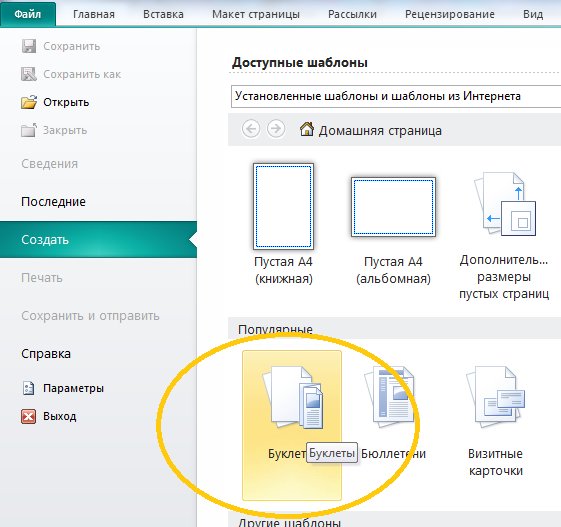 Файл Главная Вставка Макет страницы Рассылки Рецензирование Вид
Сохранить
Сохранить как
Открыть
Закрыть
Сведения
Последние
Создать
Печать
Сохранить и отправить
Справка
Параметры
Выход
Доступные шаблоны
Установленные шаблоны и шаблоны из Интернета
Домашняя страница
Пустая A4
(книжная)
Пустая A4
(альбомная)
Дополнитель...
размеры
пустых страниц
Популярные
Буклет
Буклеты
Бюллетени
Визитные
карточки
Другие шаблоны